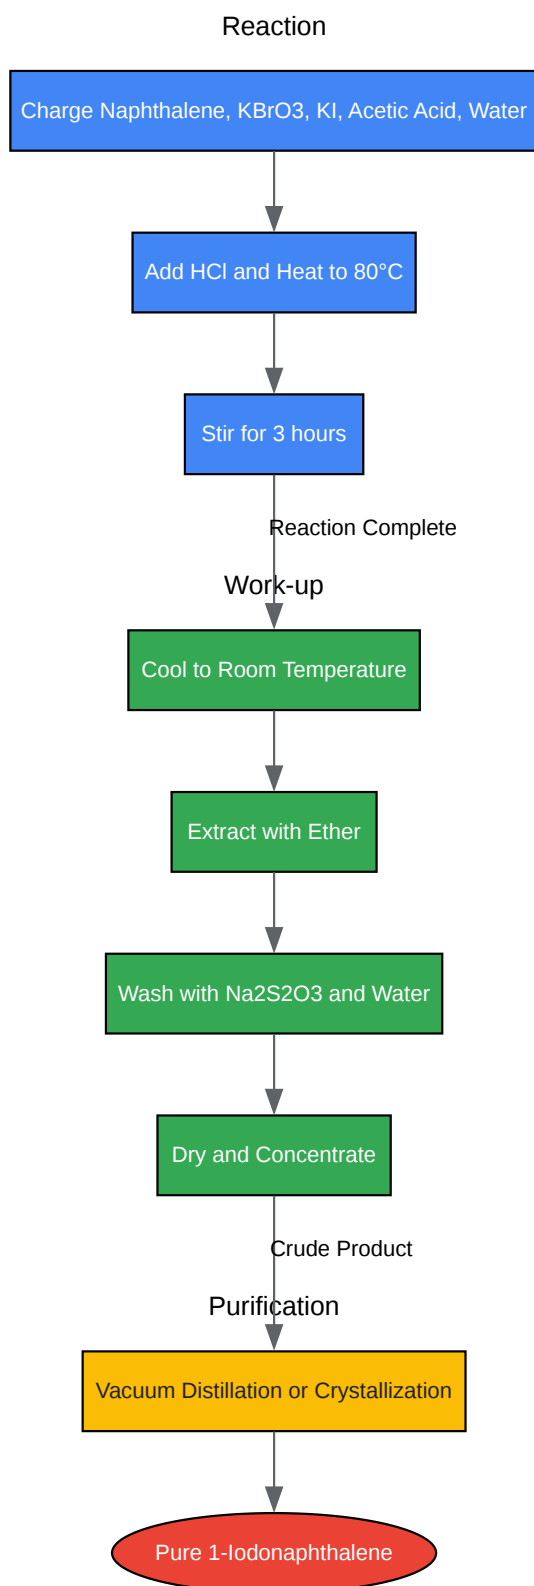 Reaction
Charge Naphthalene, KBrO3, KI, Acetic Acid, Water
Add HCl and Heat to 80°C
Stir for 3 hours
Reaction Complete
Work-up
Cool to Room Temperature
Extract with Ether
Wash with Na2S2O3 and Water
Dry and Concentrate
Crude Product
Purification
Vacuum Distillation or Crystallization
Pure 1-Iodonaphthalene